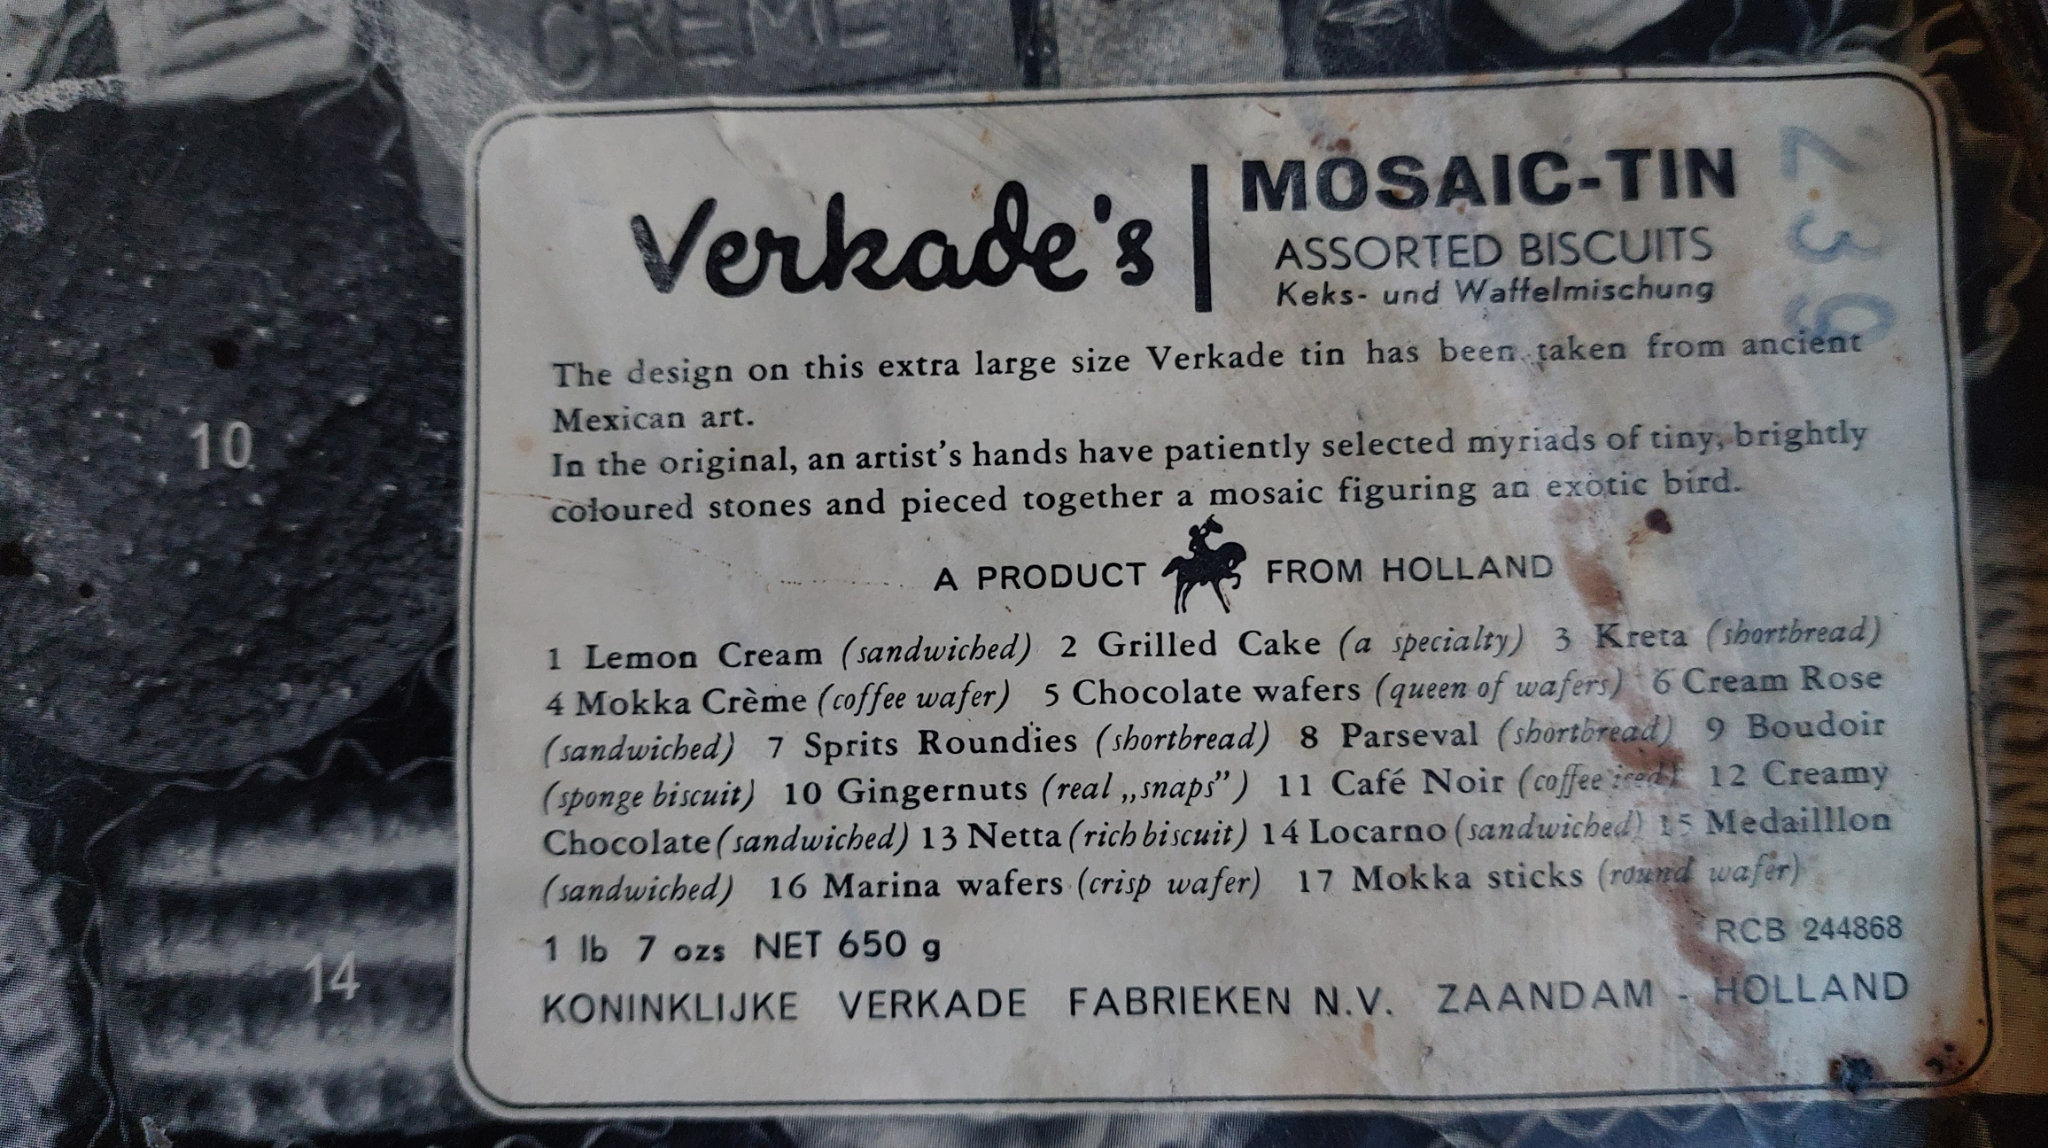 CREME
Verkade's
MOSAIC-TIN
ASSORTED BISCUITS
Keks- und Waffelmischung
2.39
The design on this extra large size Verkade tin has been taken from ancient
Mexican art.
In the original, an artist's hands have patiently selected myriads of tiny, brightly
coloured stones and pieced together a mosaic figuring an exotic bird.
A PRODUCT FROM HOLLAND
1 Lemon Cream (sandwiched) 2 Grilled Cake (a specialty) 3 Kreta (shortbread)
4 Mokka Crème (coffee wafer) 5 Chocolate wafers (queen of wafers) 6 Cream Rose
(sandwiched) 7 Sprits Roundies (shortbread) 8 Parseval (shortbread) 9 Boudoir
(sponge biscuit) 10 Gingernuts (real „snaps”) 11 Café Noir (coffee iced) 12 Creamy
Chocolate (sandwiched) 13 Netta (rich biscuit) 14 Locarno (sandwiched) 15 Medailllon
(sandwiched) 16 Marina wafers (crisp wafer) 17 Mokka sticks (round wafer)
1 lb 7 ozs NET 650 g
RCB 244868
KONINKLIJKE VERKADE FABRIEKEN N.V. ZAANDAM - HOLLAND
10
14